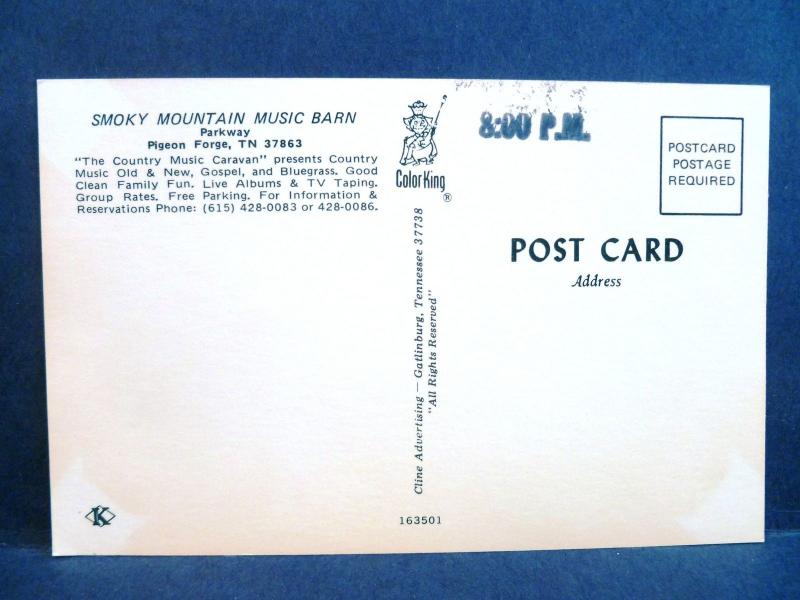 SMOKY MOUNTAIN MUSIC BARN
Parkway
Pigeon Forge, TN 37863
"The Country Music Caravan" presents Country
Music Old & New, Gospel, and Bluegrass. Good
Clean Family Fun. Live Albums & TV Taping.
Group Rates. Free Parking. For Information &
Reservations Phone: (615) 428-0083 or 428-0086.
K
ColorKing
®
Cline Advertising — Gatlinburg, Tennessee 37738
"All Rights Reserved"
163501
8:00 P.M.
POSTCARD
POSTAGE
REQUIRED
POST CARD
Address